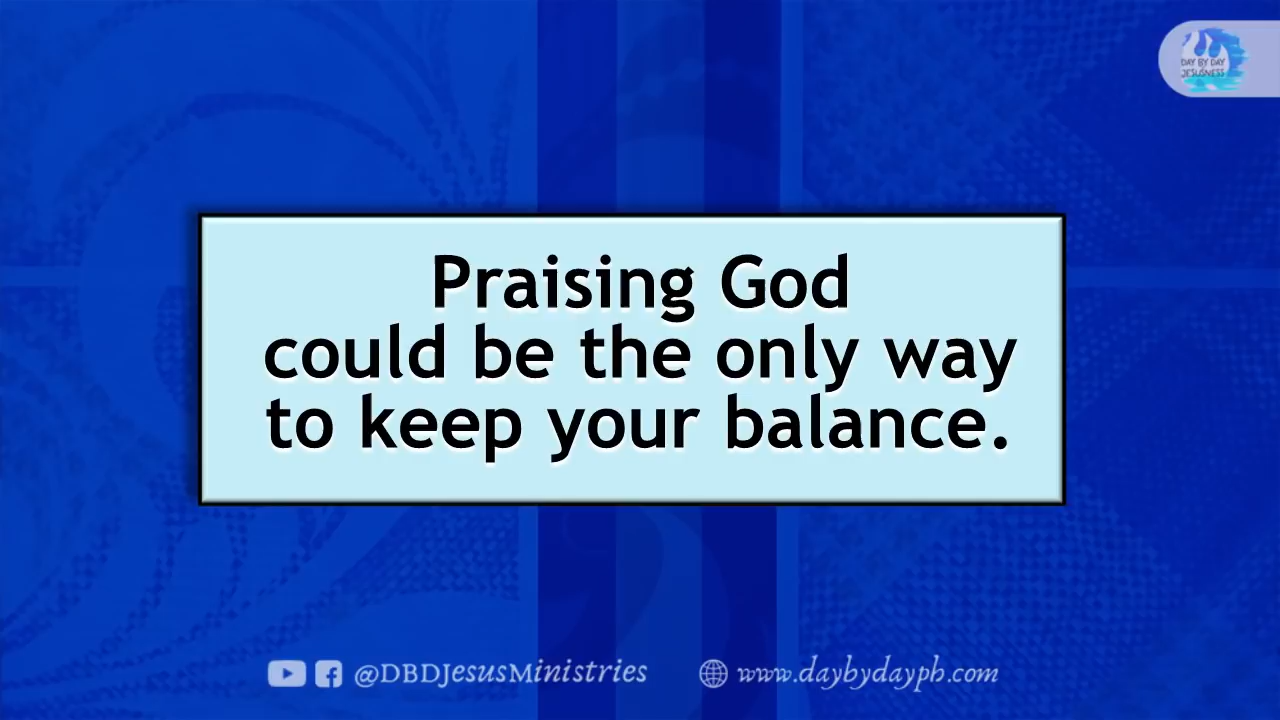 DAY BY DAY
JESUSNESS
Praising God
could be the only way
to keep your balance.
@DBDJesusMinistries
www.daybydayph.com